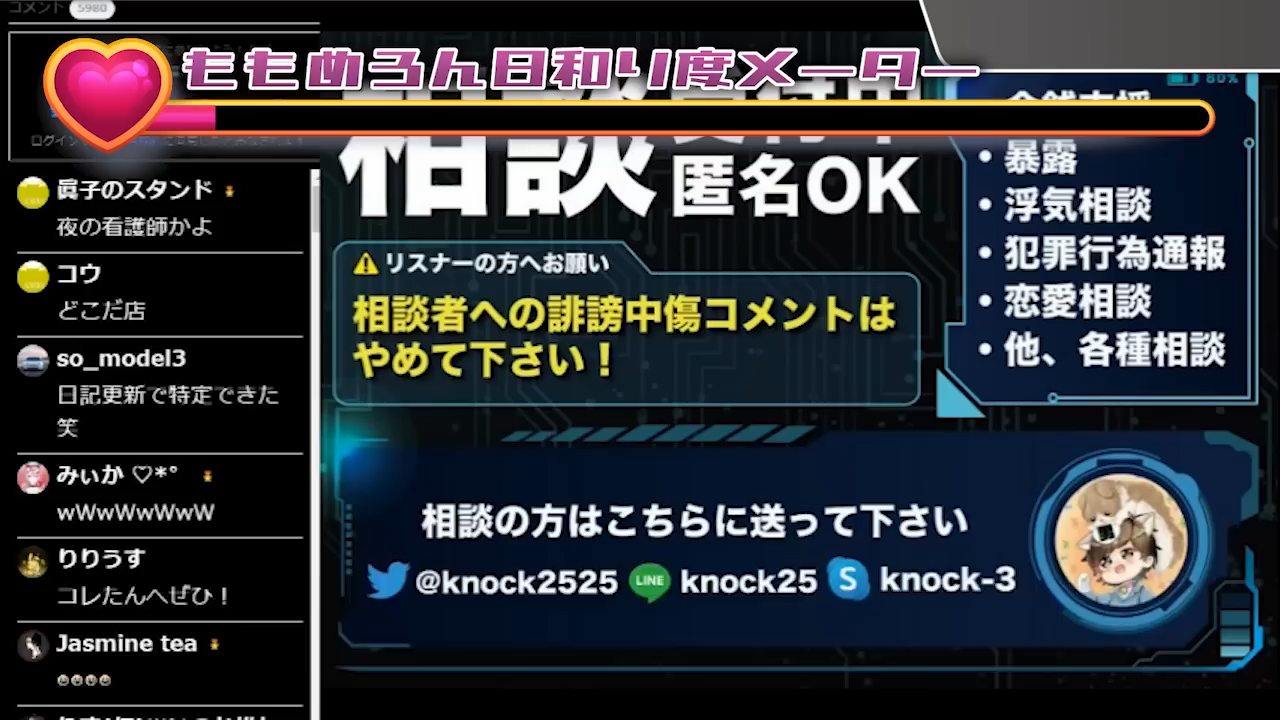 コメント 5980
ももめろん日和り度メーター
80%
相談
匿名OK
・暴露
・浮気相談
・犯罪行為通報
・恋愛相談
・他、各種相談
リスナーの方へお願い
相談者への誹謗中傷コメントは
やめて下さい！
相談の方はこちらに送って下さい
@knock2525 LINE knock25 S knock-3
眞子のスタンド
夜の看護師かよ
コウ
どこだ店
so_model3
日記更新で特定できた
笑
みぃか ♡*°
wWwWwWwW
りりうす
コレたんへぜひ！
Jasmine tea